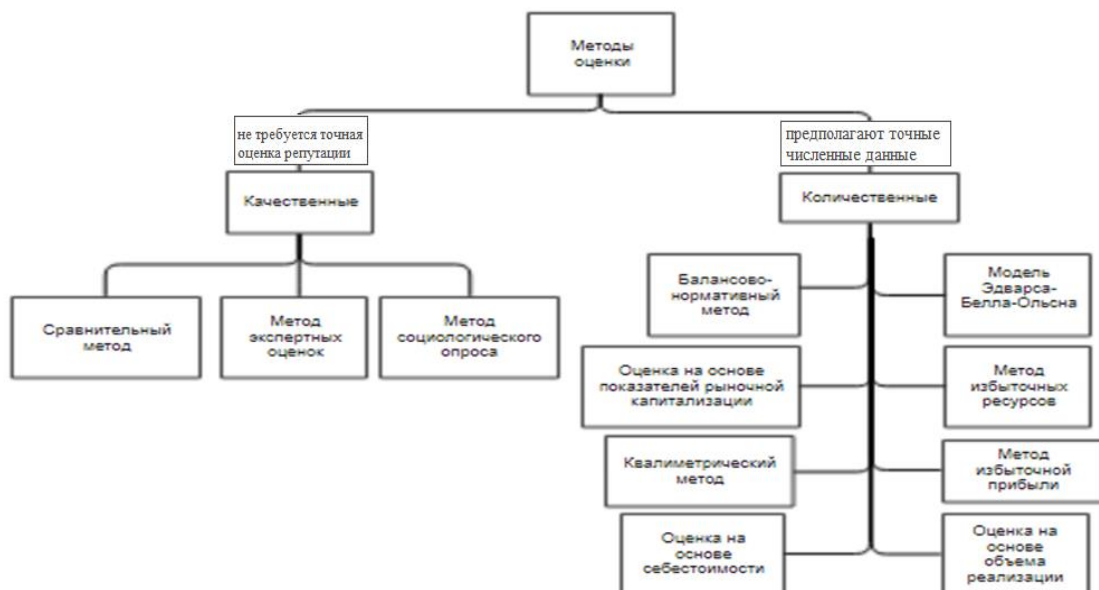 Методы
оценки
не требуется точная
оценка репутации
предполагают точные
численные данные
Качественные
Количественные
Сравнительный
метод
Метод
экспертных
оценок
Метод
социологического
опроса
Балансово-
нормативный
метод
Модель
Эдварса-
Белла-Ольсна
Оценка на основе
показателей рыночной
капитализации
Метод
избыточных
ресурсов
Квалиметрический
метод
Метод
избыточной
прибыли
Оценка на
основе
себестоимости
Оценка на
основе
объема
реализации